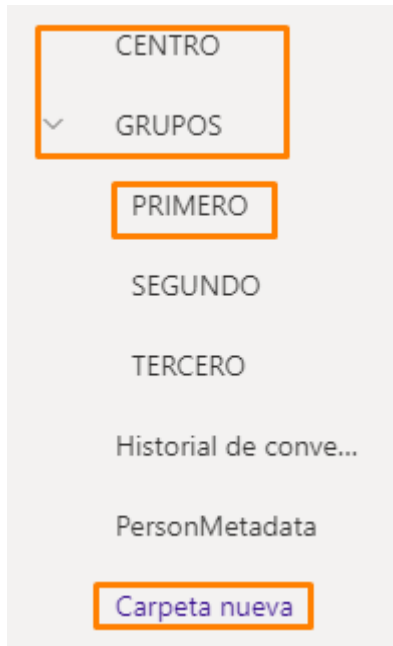 CENTRO
GRUPOS
PRIMERO
SEGUNDO
TERCERO
Historial de conve...
PersonMetadata
Carpeta nueva